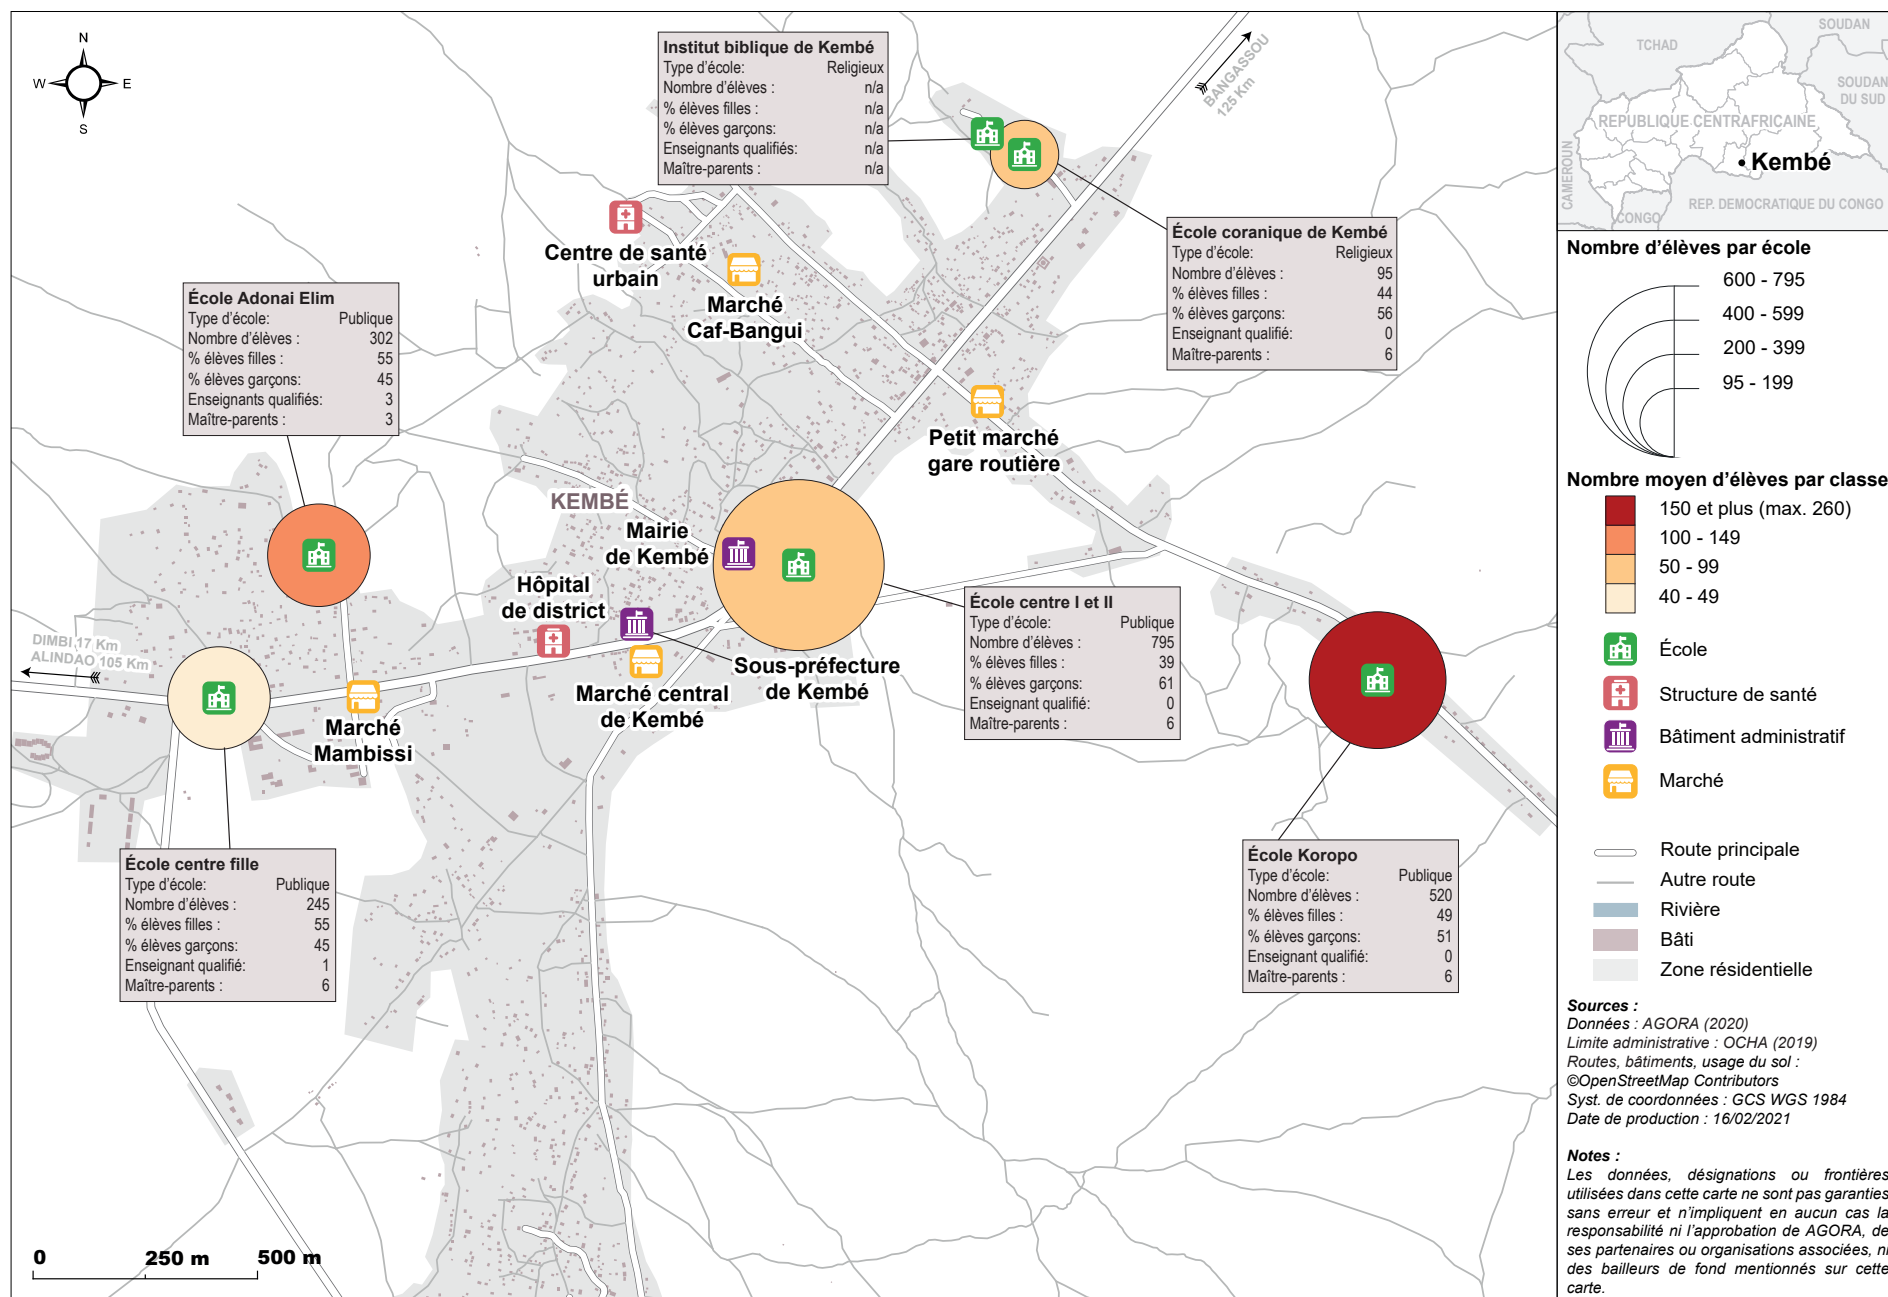 N
W
E
S
Institut biblique de Kembé
Type d'école: Religieux
Nombre d'élèves : n/a
% élèves filles : n/a
% élèves garçons: n/a
Enseignants qualifiés: n/a
Maître-parents : n/a
BANGASSOU
125 Km
École coranique de Kembé
Type d'école: Religieux
Nombre d'élèves : 95
% élèves filles : 44
% élèves garçons: 56
Enseignant qualifié: 0
Maître-parents : 6
Centre de santé
urbain
Marché
Caf-Bangui
École Adonai Elim
Type d'école: Publique
Nombre d'élèves : 302
% élèves filles : 55
% élèves garçons: 45
Enseignants qualifiés: 3
Maître-parents : 3
Petit marché
gare routière
KEMBÉ
Mairie
de Kembé
Hôpital
de district
École centre I et II
Type d'école: Publique
Nombre d'élèves : 795
% élèves filles : 39
% élèves garçons: 61
Enseignant qualifié: 0
Maître-parents : 6
DIMBI 17 Km
ALINDAO 105 Km
Sous-préfecture
de Kembé
Marché central
de Kembé
Marché
Mambissi
École centre fille
Type d'école: Publique
Nombre d'élèves : 245
% élèves filles : 55
% élèves garçons: 45
Enseignant qualifié: 1
Maître-parents : 6
École Koropo
Type d'école: Publique
Nombre d'élèves : 520
% élèves filles : 49
% élèves garçons: 51
Enseignant qualifié: 0
Maître-parents : 6
0 250 m 500 m
SOUDAN
TCHAD
SOUDAN
DU SUD
REPUBLIQUE CENTRAFRICAINE
Kembé
CAMEROUN
CONGO
REP. DEMOCRATIQUE DU CONGO
Nombre d'élèves par école
600 - 795
400 - 599
200 - 399
95 - 199
Nombre moyen d'élèves par classe
150 et plus (max. 260)
100 - 149
50 - 99
40 - 49
École
Structure de santé
Bâtiment administratif
Marché
Route principale
Autre route
Rivière
Bâti
Zone résidentielle
Sources :
Données : AGORA (2020)
Limite administrative : OCHA (2019)
Routes, bâtiments, usage du sol :
©OpenStreetMap Contributors
Syst. de coordonnées : GCS WGS 1984
Date de production : 16/02/2021
Notes :
Les données, désignations ou frontières
utilisées dans cette carte ne sont pas garanties
sans erreur et n'impliquent en aucun cas la
responsabilité ni l'approbation de AGORA, de
ses partenaires ou organisations associées, ni
des bailleurs de fond mentionnés sur cette
carte.